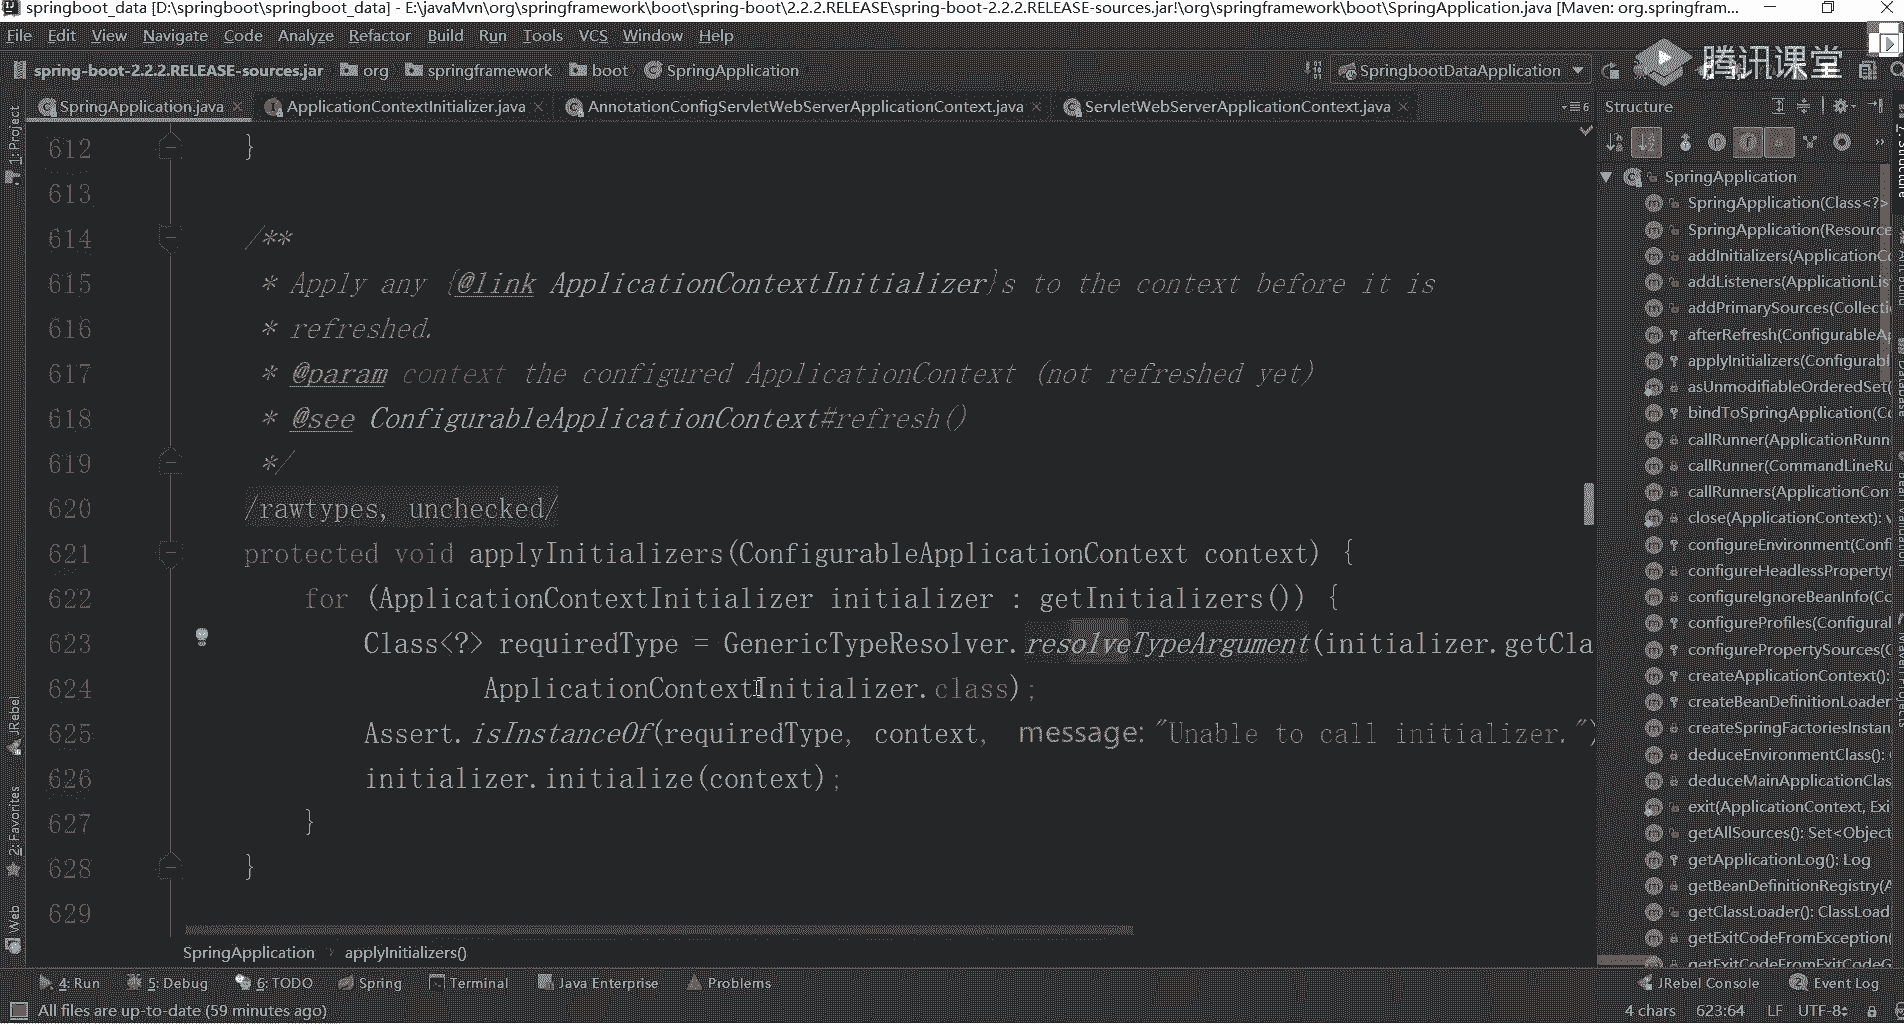 springboot_data [D:\springboot\springboot_data] - E:\javaMvn\org\springframework\boot\spring-boot\2.2.2.RELEASE\spring-boot-2.2.2.RELEASE-sources.jar!\org\springframework\boot\SpringApplication.java [Maven: org.springfram...
File Edit View Navigate Code Analyze Refactor Build Run Tools VCS Window Help
spring-boot-2.2.2.RELEASE-sources.jar org springframework boot SpringApplication SpringbootDataApplication
腾讯课堂
SpringApplication.java ApplicationContextInitializer.java AnnotationConfigServletWebServerApplicationContext.java ServletWebServerApplicationContext.java
Structure
1: Project
612 }
613
614 /**
615 * Apply any {@link ApplicationContextInitializer}s to the context before it is
616 * refreshed.
617 * @param context the configured ApplicationContext (not refreshed yet)
618 * @see ConfigurableApplicationContext#refresh()
619 */
620 /rawtypes, unchecked/
621 protected void applyInitializers(ConfigurableApplicationContext context) {
622 for (ApplicationContextInitializer initializer : getInitializers()) {
623 Class<?> requiredType = GenericTypeResolver.resolveTypeArgument(initializer.getCla
624 ApplicationContextInitializer.class);
625 Assert.isInstanceOf(requiredType, context, message: "Unable to call initializer.")
626 initializer.initialize(context);
627 }
628 }
629
SpringApplication
SpringApplication(Class<?>
SpringApplication(Resource
addInitializers(ApplicationCo
addListeners(ApplicationLis
addPrimarySources(Collecti
afterRefresh(ConfigurableA
applyInitializers(Configurabl
asUnmodifiableOrderedSet(
bindToSpringApplication(Co
callRunner(ApplicationRunn
callRunner(CommandLineRu
callRunners(ApplicationCon
close(ApplicationContext): v
configureEnvironment(Confi
configureHeadlessProperty(
configureIgnoreBeanInfo(Co
configureProfiles(Configural
configurePropertySources(C
createApplicationContext():
createBeanDefinitionLoader
createSpringFactoriesInstan
deduceEnvironmentClass():
deduceMainApplicationClas
exit(ApplicationContext, Exi
getAllSources(): Set<Object
getApplicationLog(): Log
getBeanDefinitionRegistry(A
getClassLoader(): ClassLoad
getExitCodeFromException(
getExitCodeFromExitCodeG
JRebel
2: Favorites
Web
SpringApplication applyInitializers()
4: Run 5: Debug 6: TODO Spring Terminal Java Enterprise Problems JRebel Console Event Log
All files are up-to-date (59 minutes ago) 4 chars 623:64 LF UTF-8